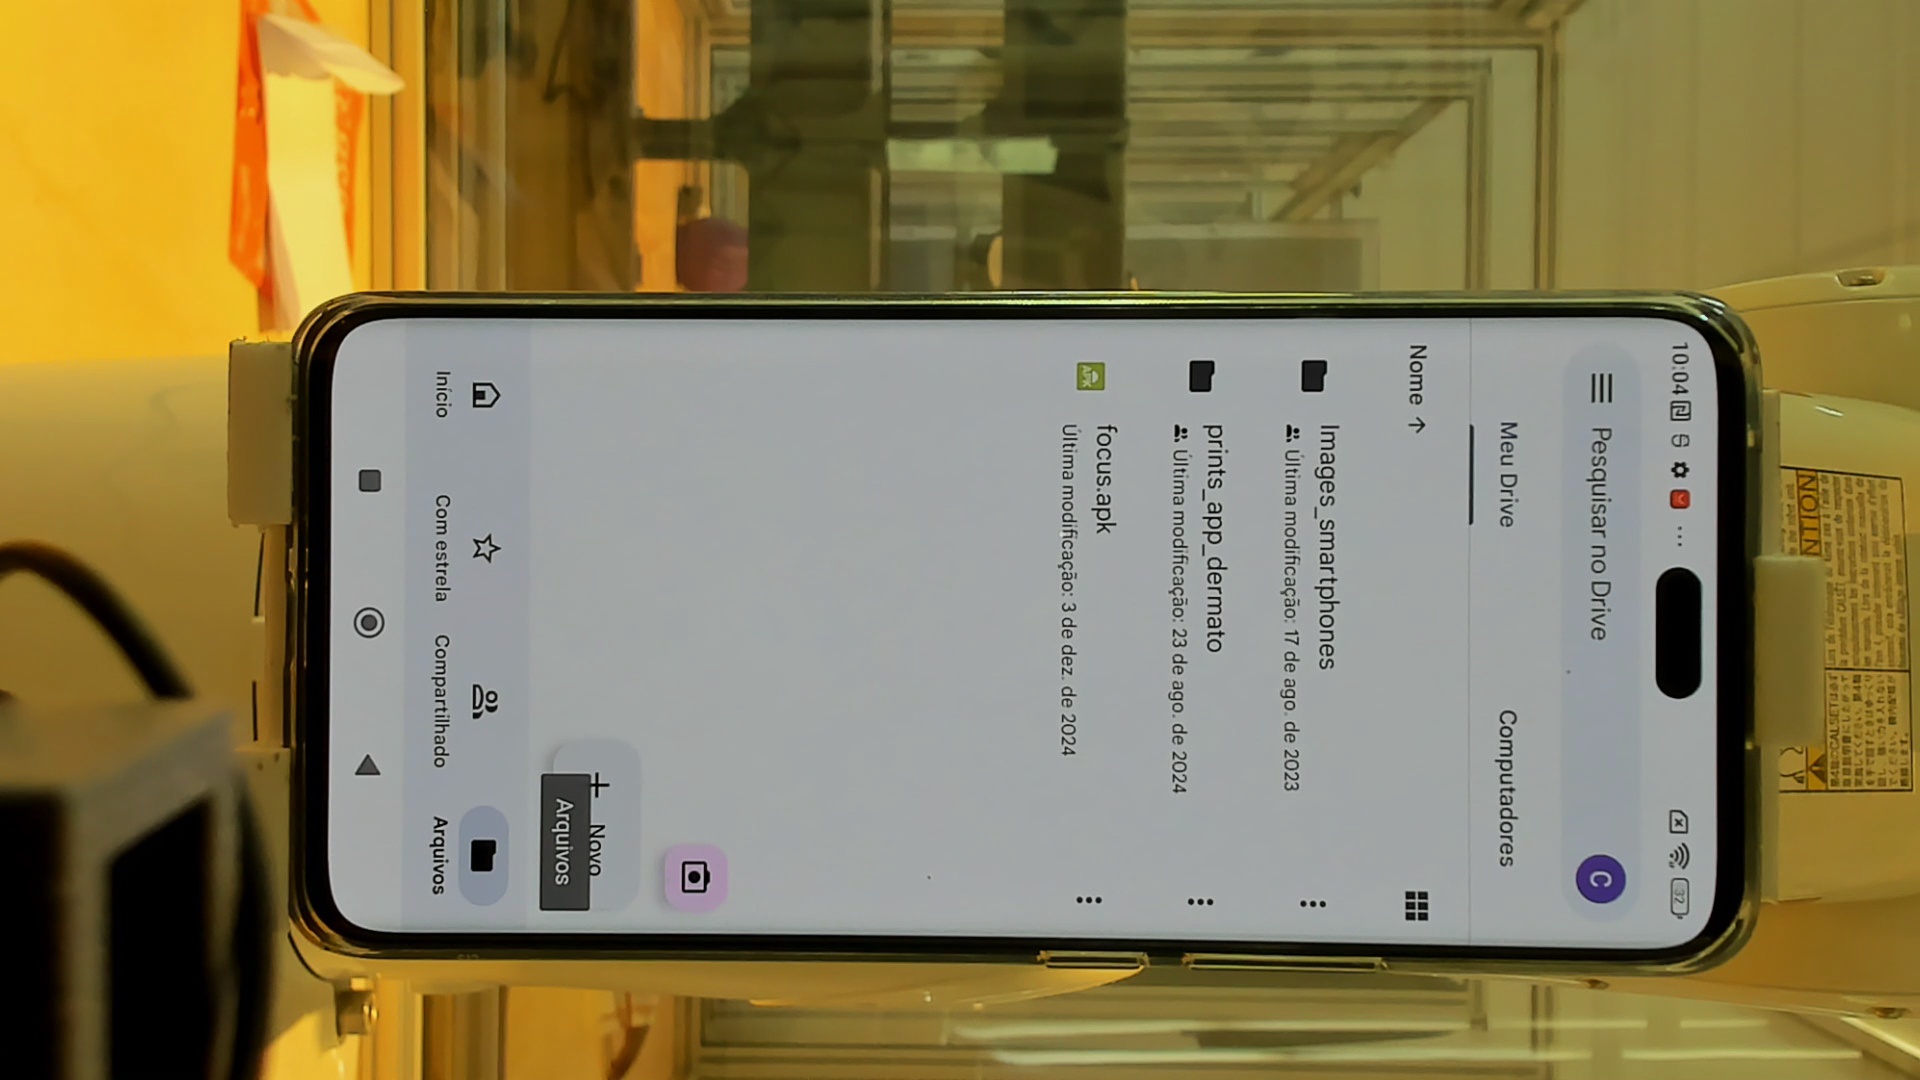 10:04
32
Pesquisar no Drive
C
Meu Drive
Computadores
Nome
Images_smartphones
Última modificação: 17 de ago. de 2023
prints_app_dermato
Última modificação: 23 de ago. de 2024
APK
focus.apk
Última modificação: 3 de dez. de 2024
Novo
Arquivos
Início
Com estrela
Compartilhado
Arquivos